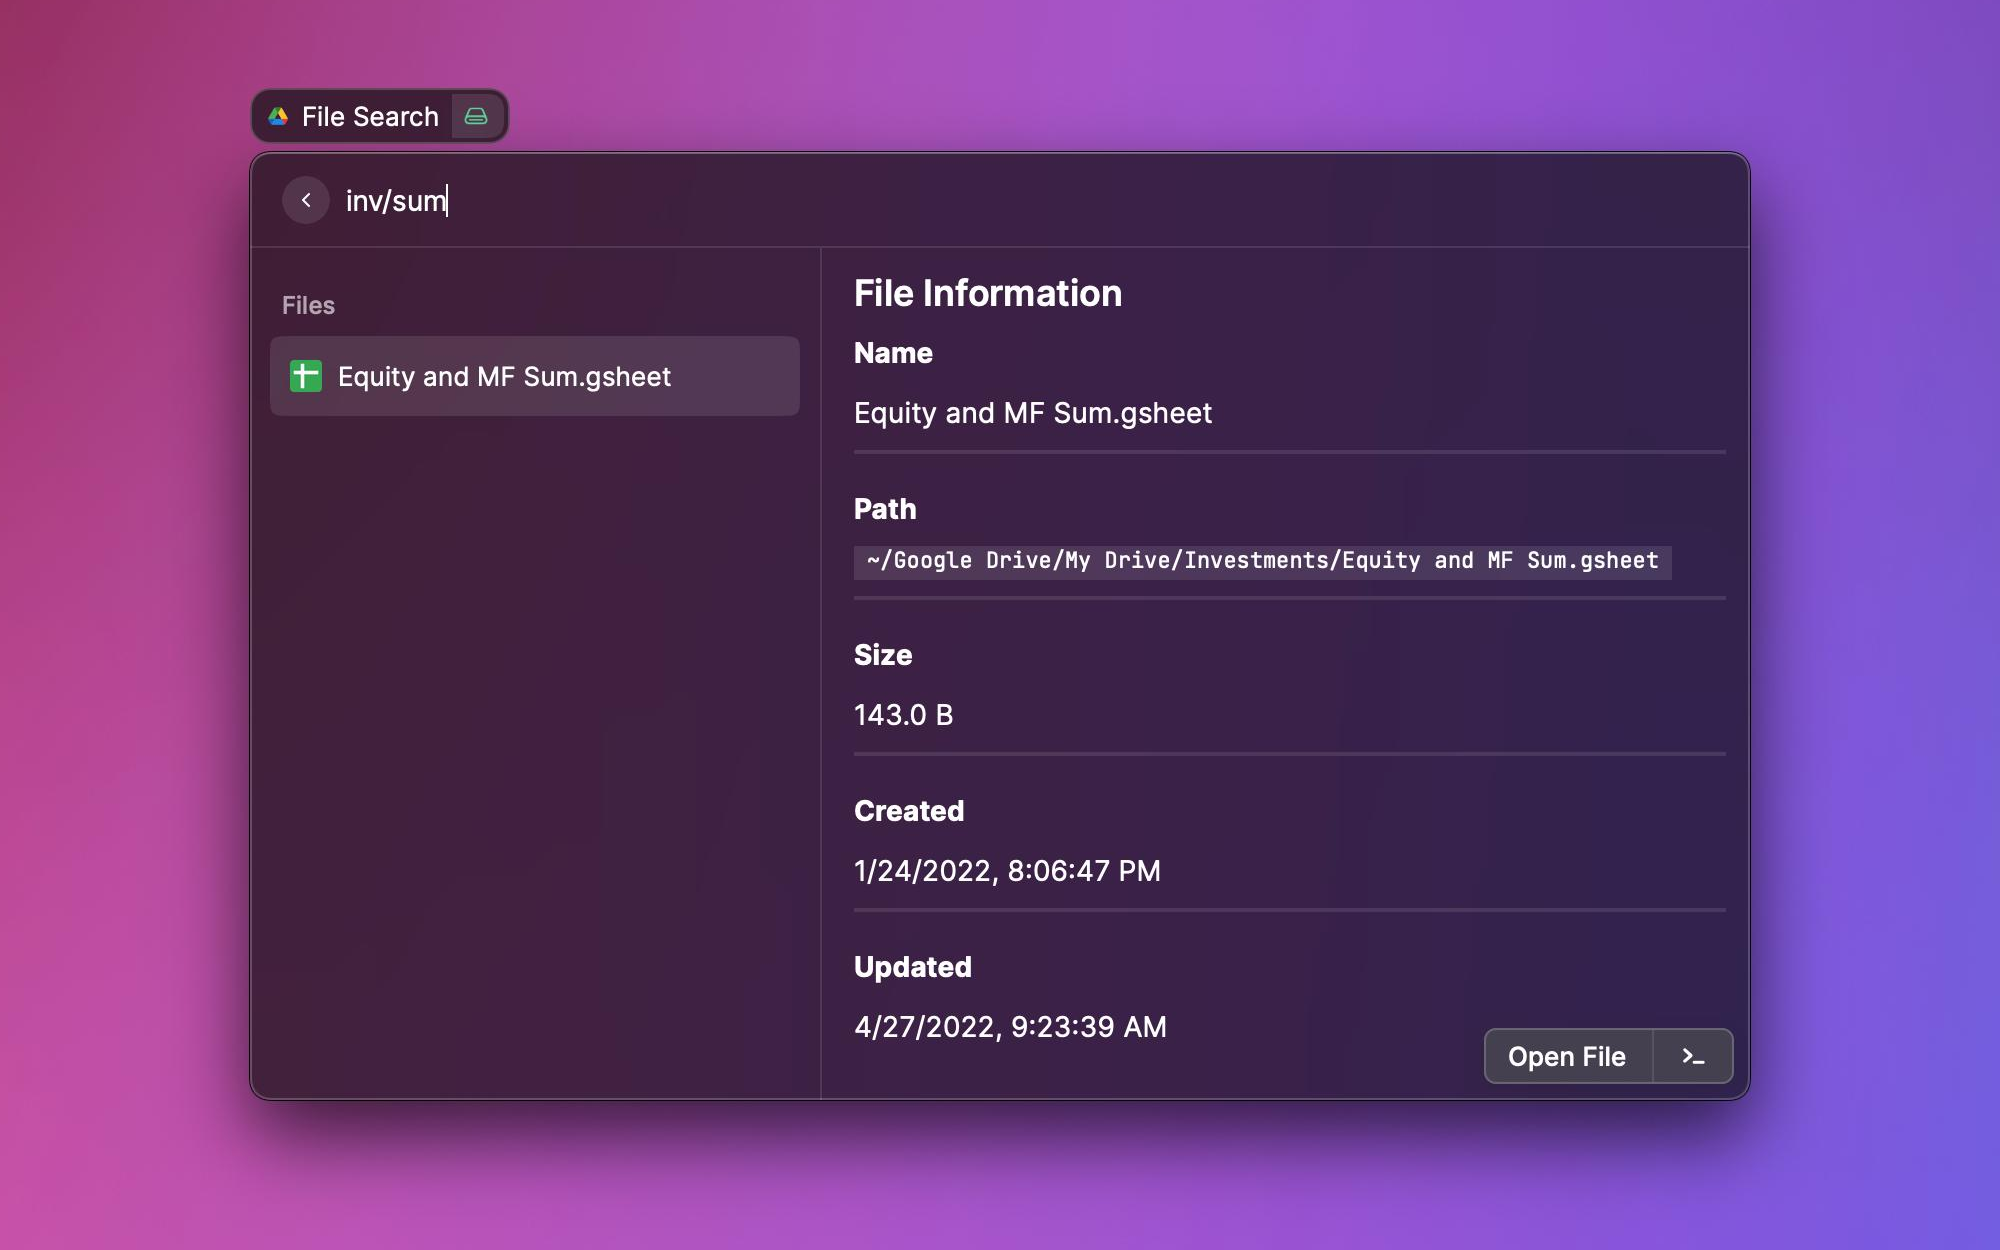 File Search
inv/sum
Files
Equity and MF Sum.gsheet
File Information
Name
Equity and MF Sum.gsheet
Path
~/Google Drive/My Drive/Investments/Equity and MF Sum.gsheet
Size
143.0 B
Created
1/24/2022, 8:06:47 PM
Updated
4/27/2022, 9:23:39 AM
Open File